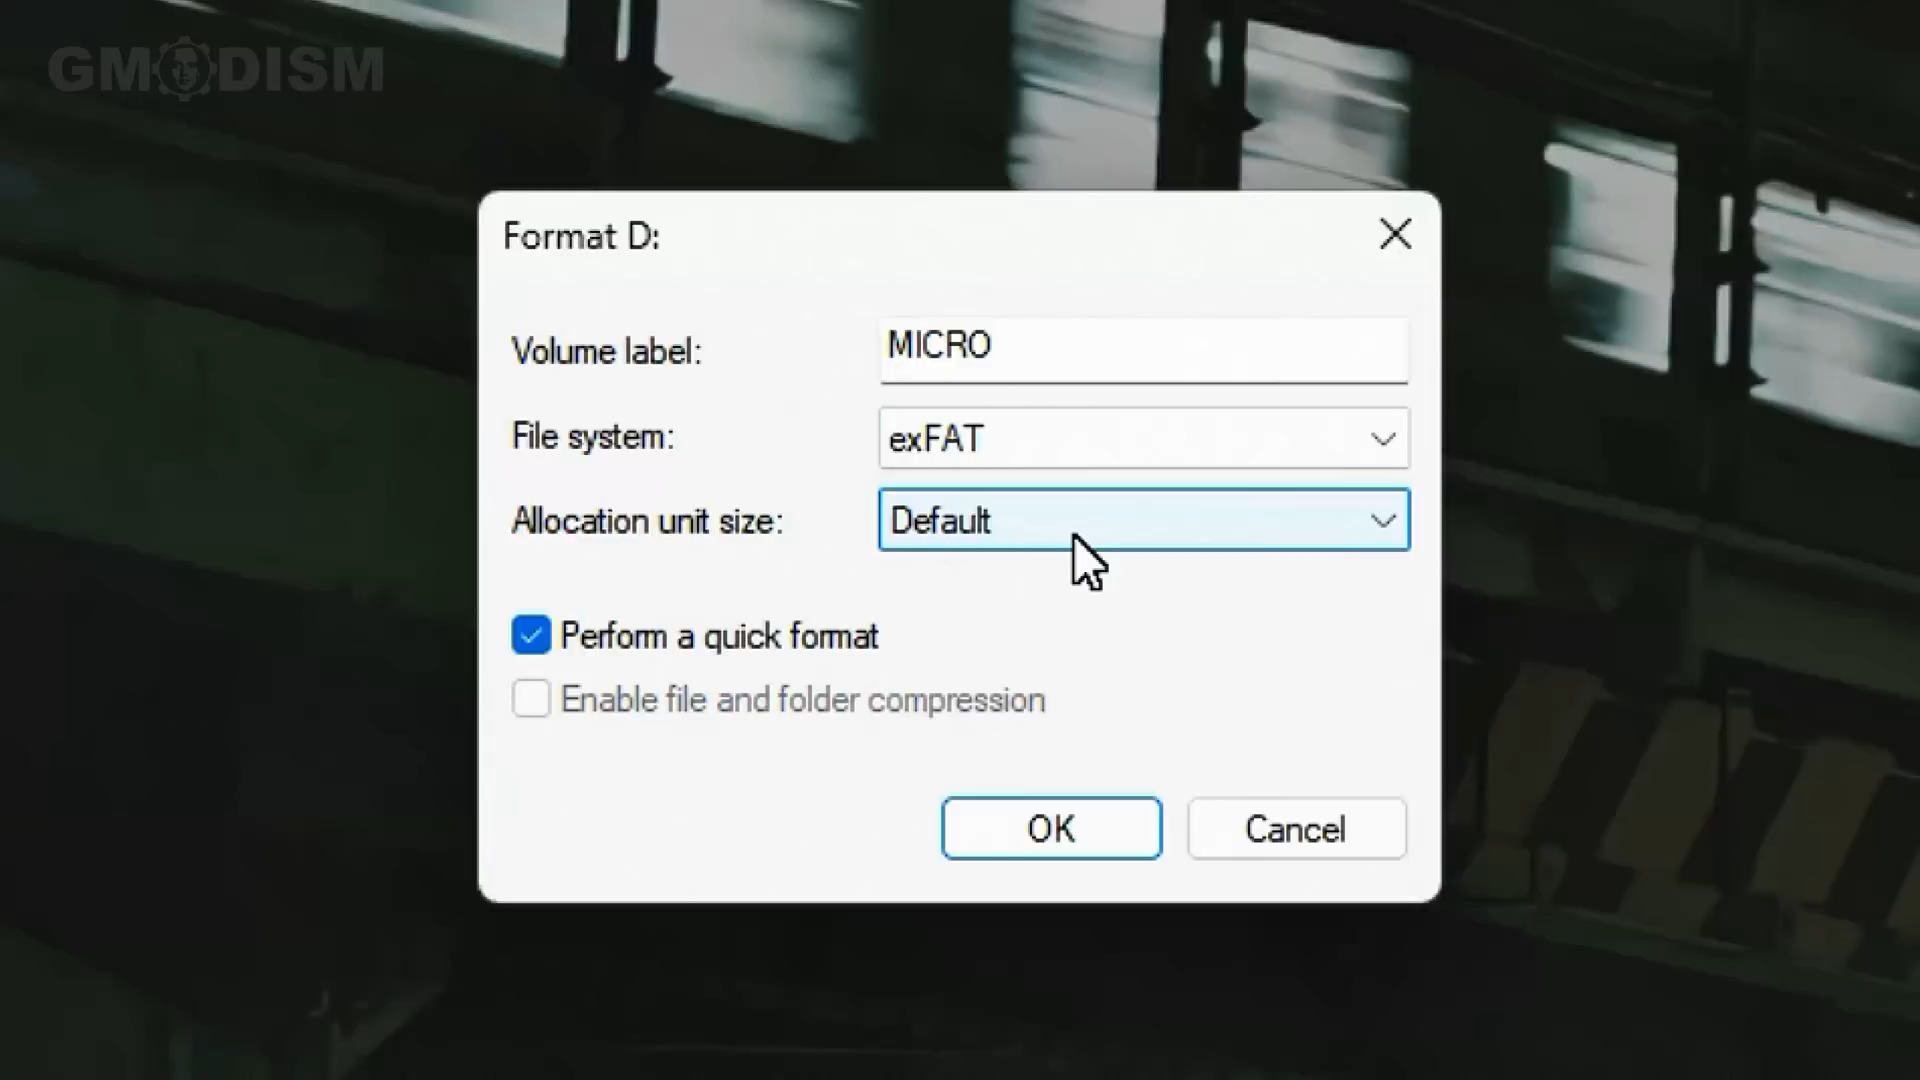 GMODISM
Format D:
Volume label:
MICRO
File system:
exFAT
Allocation unit size:
Default
Perform a quick format
Enable file and folder compression
OK
Cancel